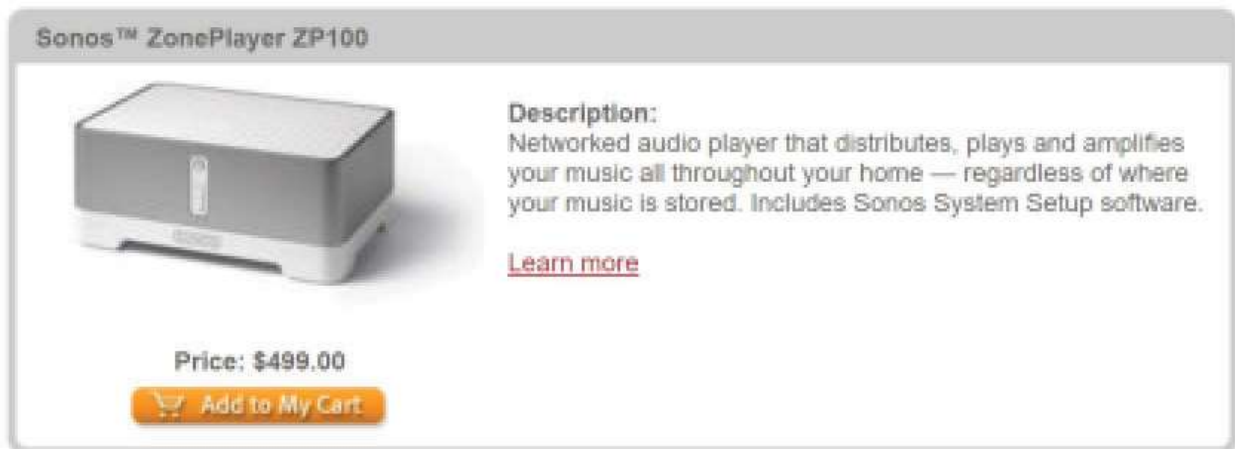 Sonos™ ZonePlayer ZP100
Description:
Networked audio player that distributes, plays and amplifies
your music all throughout your home — regardless of where
your music is stored. Includes Sonos System Setup software.
Learn more
SONOS
Price: $499.00
Add to My Cart